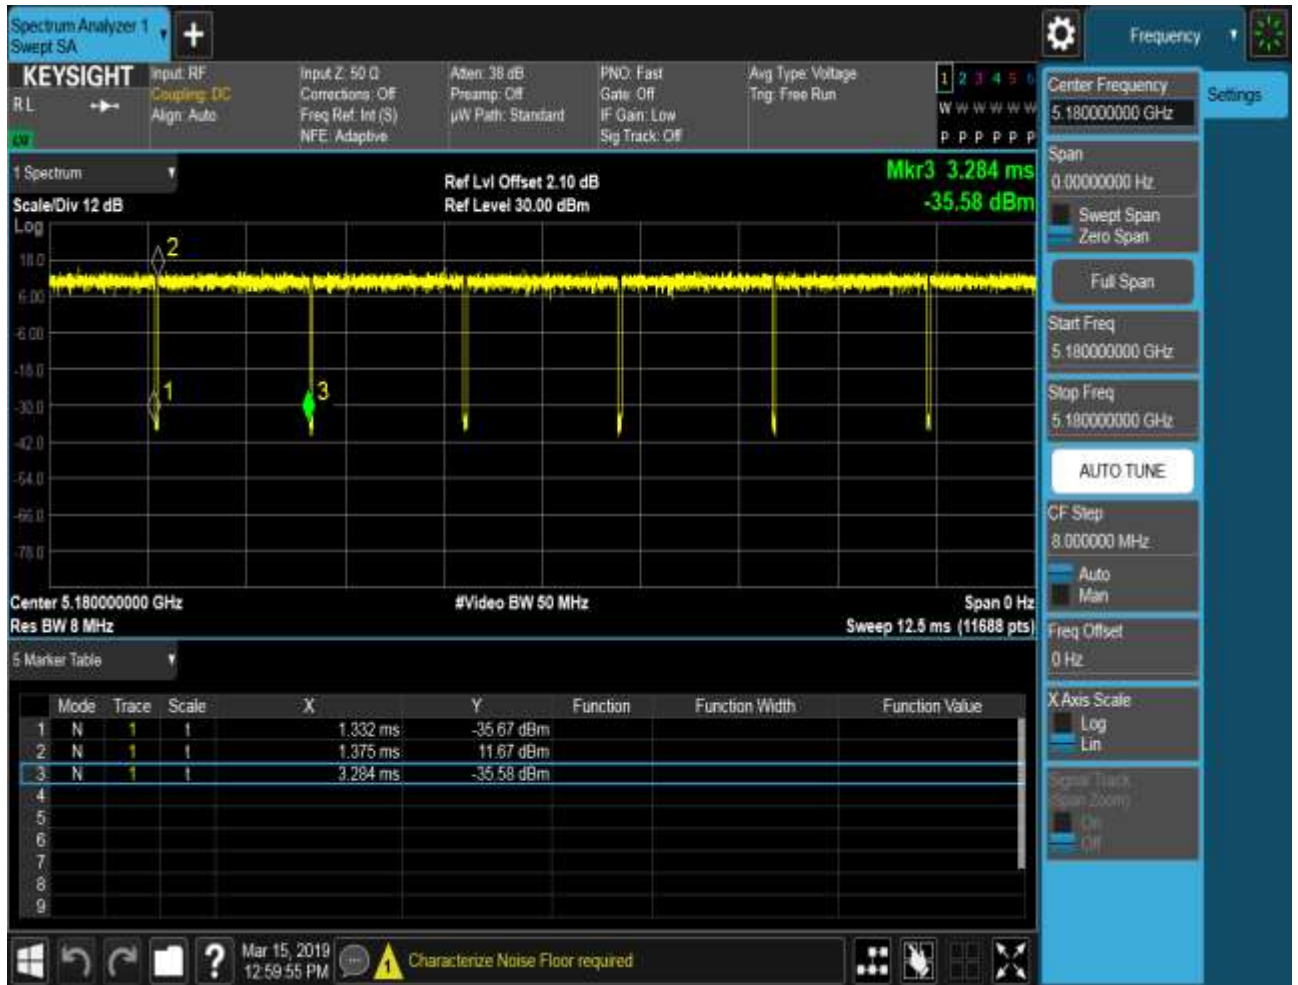 Spectrum Analyzer 1
Swept SA
Frequency
KEYSIGHT
RL
Input: RF
Coupling: DC
Align: Auto
Input Z: 50 Ω
Corrections: Off
Freq Ref: Int (S)
NFE: Adaptive
Atten: 38 dB
Preamp: Off
µW Path: Standard
PNO: Fast
Gate: Off
IF Gain: Low
Sig Track: Off
Avg Type: Voltage
Trig: Free Run
1 2 3 4 5 6
W W W W W W
P P P P P P
Center Frequency
5.180000000 GHz
Settings
1 Spectrum
Scale/Div 12 dB
Ref Lvl Offset 2.10 dB
Ref Level 30.00 dBm
Mkr3 3.284 ms
-35.58 dBm
Span
0.00000000 Hz
Swept Span
Zero Span
Full Span
Start Freq
5.180000000 GHz
Stop Freq
5.180000000 GHz
AUTO TUNE
CF Step
8.000000 MHz
Auto
Man
Freq Offset
0 Hz
X Axis Scale
Log
Lin
Signal Track
(Span Zoom)
On
Off
Log
18.0
6.00
-6.00
-18.0
-30.0
-42.0
-54.0
-66.0
-78.0
2
1
3
Center 5.180000000 GHz
#Video BW 50 MHz
Span 0 Hz
Res BW 8 MHz
Sweep 12.5 ms (11688 pts)
5 Marker Table
Mode Trace Scale X Y Function Function Width Function Value
1 N 1 t 1.332 ms -35.67 dBm
2 N 1 t 1.375 ms 11.67 dBm
3 N 1 t 3.284 ms -35.58 dBm
4
5
6
7
8
9
?
Mar 15, 2019
12:59:55 PM
1
Characterize Noise Floor required